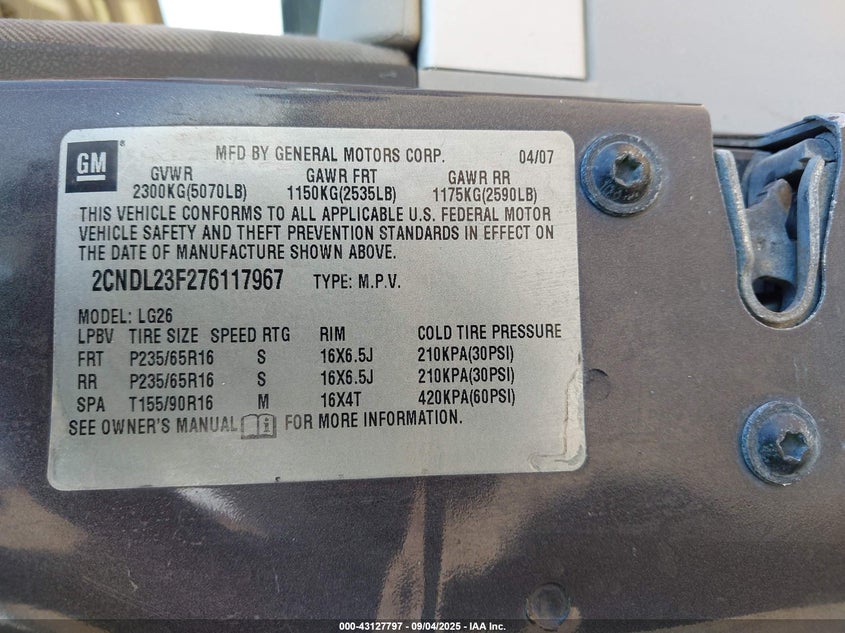 GM ®
MFD BY GENERAL MOTORS CORP. 04/07
GVWR GAWR FRT GAWR RR
2300KG(5070LB) 1150KG(2535LB) 1175KG(2590LB)
THIS VEHICLE CONFORMS TO ALL APPLICABLE U.S. FEDERAL MOTOR
VEHICLE SAFETY AND THEFT PREVENTION STANDARDS IN EFFECT ON
THE DATE OF MANUFACTURE SHOWN ABOVE.
2CNDL23F276117967 TYPE: M.P.V.
MODEL: LG26
LPBV TIRE SIZE SPEED RTG RIM COLD TIRE PRESSURE
FRT P235/65R16 S 16X6.5J 210KPA(30PSI)
RR P235/65R16 S 16X6.5J 210KPA(30PSI)
SPA T155/90R16 M 16X4T 420KPA(60PSI)
SEE OWNER'S MANUAL FOR MORE INFORMATION.
000-43127797 - 09/04/2025 - IAA Inc.